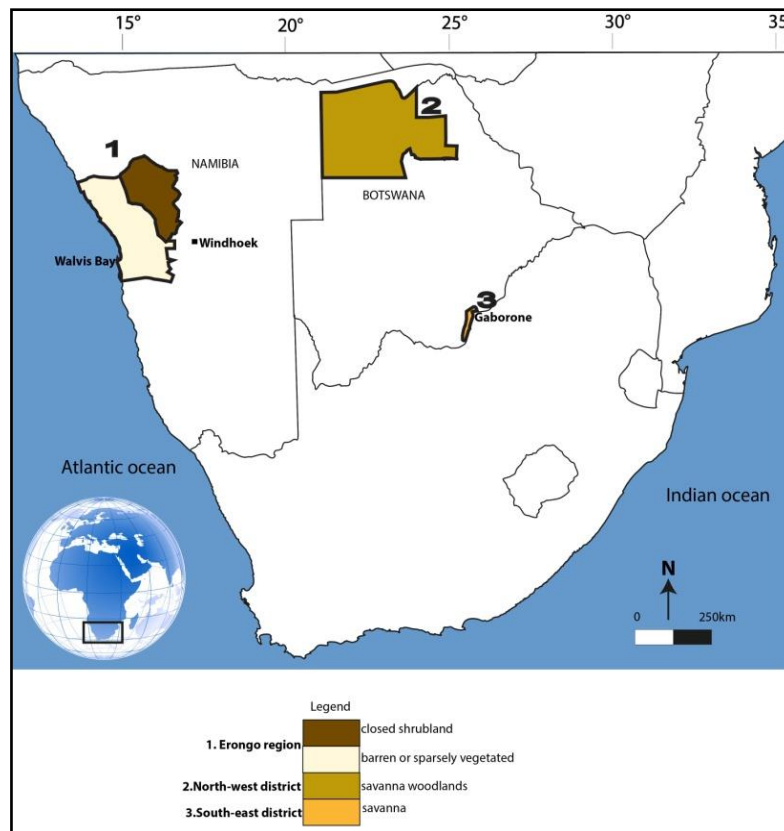 15° 20° 25° 30° 35
1
2
NAMIBIA
BOTSWANA
Windhoek
Walvis Bay
3
Gaborone
Atlantic ocean
Indian ocean
N
0 250km
Legend
1. Erongo region
closed shrubland
barren or sparsely vegetated
2.North-west district savanna woodlands
3.South-east district savanna